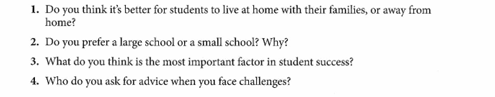 1. Do you think it's better for students to live at home with their families, or away from
home?
2. Do you prefer a large school or a small school? Why?
3. What do you think is the most important factor in student success?
4. Who do you ask for advice when you face challenges?